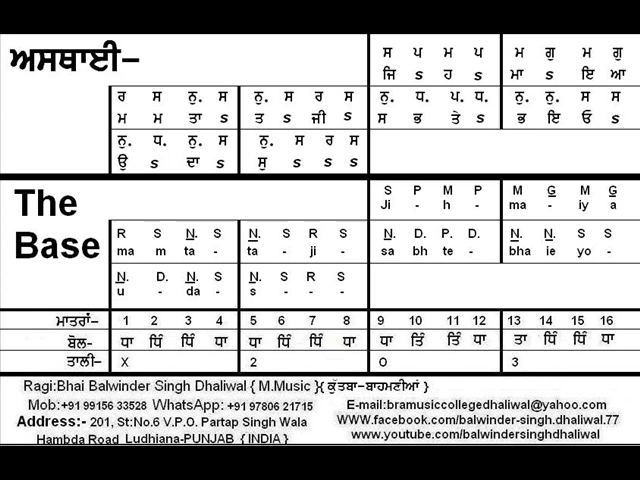 ਅਸਥਾਈ–
ਸ ਪ ਮ ਪ ਮ ਗੁ ਮ ਗੁ
ਜਿ s ਹ s ਮਾ s ਇ ਆ
ਰ ਸ ਨੁ. ਸ ਨੁ. ਸ ਰ ਸ ਨੁ. ਧ. ਪ. ਧ. ਨੁ. ਨੁ. ਸ ਸ
ਮ ਮ ਤਾ s ਤ s ਜੀ s ਸ ਭ ਤੇ s ਭ ਇ ਓ s
ਨੁ. ਧ. ਨੁ. ਸ ਨੁ. ਸ ਰ ਸ
ਉ s ਦਾ s ਸੁ s s s
The Base
S P M P M G M G
Ji - h - ma - iy a
R S N. S N. S R S N. D. P. D. N. N. S S
ma m ta - ta - ji - sa bh te - bha ie yo -
N. D. N. S N. S R S
u - da - s - - -
ਮਾਤਰਾਂ– 1 2 3 4 5 6 7 8 9 10 11 12 13 14 15 16
ਬੋਲ– ਧਾ ਧਿੰ ਧਿੰ ਧਾ ਧਾ ਧਿੰ ਧਿੰ ਧਾ ਧਾ ਤਿੰ ਤਿੰ ਧਾ ਤਾ ਧਿੰ ਧਿੰ ਧਾ
ਤਾਲੀ– X 2 O 3
Ragi:Bhai Balwinder Singh Dhaliwal { M.Music }{ ਕੁੱਤਬਾ-ਬਾਹਮਣੀਆਂ }
Mob:+91 99156 33528 WhatsApp: +91 97806 21715 E-mail:bramusiccollegedhaliwal@yahoo.com
Address:- 201, St:No.6 V.P.O. Partap Singh Wala WWW.facebook.com/balwinder-singh.dhaliwal.77
Hambda Road Ludhiana-PUNJAB { INDIA } www.youtube.com/balwindersinghdhaliwal